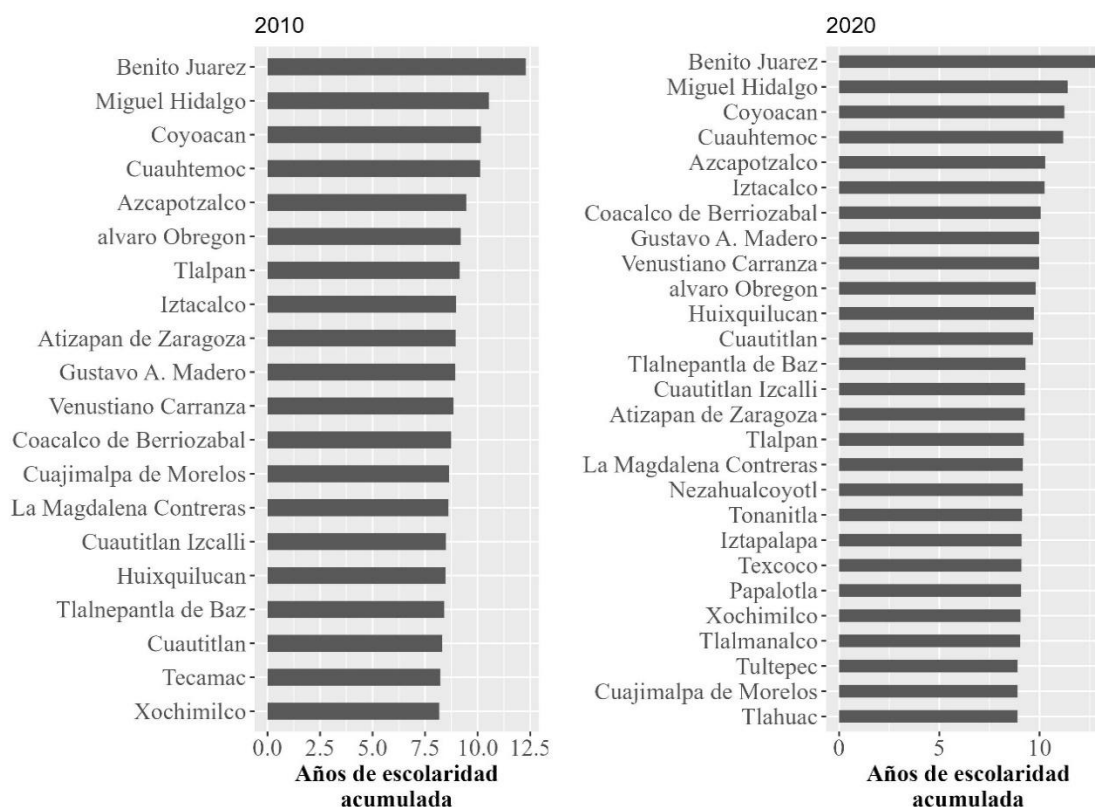 2010
Benito Juarez
Miguel Hidalgo
Coyoacan
Cuauhtemoc
Azcapotzalco
alvaro Obregon
Tlalpan
Iztacalco
Atizapan de Zaragoza
Gustavo A. Madero
Venustiano Carranza
Coacalco de Berriozabal
Cuajimalpa de Morelos
La Magdalena Contreras
Cuautitlan Izcalli
Huixquilucan
Tlalnepantla de Baz
Cuautitlan
Tecamac
Xochimilco
0.0 2.5 5.0 7.5 10.0 12.5
Años de escolaridad
acumulada
2020
Benito Juarez
Miguel Hidalgo
Coyoacan
Cuauhtemoc
Azcapotzalco
Iztacalco
Coacalco de Berriozabal
Gustavo A. Madero
Venustiano Carranza
alvaro Obregon
Huixquilucan
Cuautitlan
Tlalnepantla de Baz
Cuautitlan Izcalli
Atizapan de Zaragoza
Tlalpan
La Magdalena Contreras
Nezahualcoyotl
Tonanitla
Iztapalapa
Texcoco
Papalotla
Xochimilco
Tlalmanalco
Tultepec
Cuajimalpa de Morelos
Tlahuac
0 5 10
Años de escolaridad
acumulada